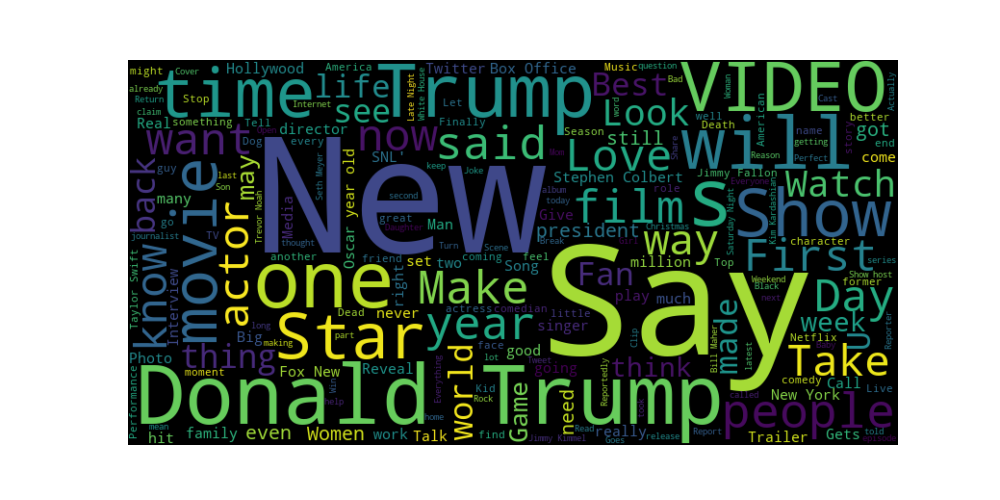 might
Cover
Hollywood
America
Twitter
Box Office
Music
question
already
Return
claim
Stop
Internet
time
life
see
Trump
Late Night
White House
Let
Finally
Best
Bad
word
VIDEO
Woman
Actually
Real
something
Tell
director
Look
well
American
Cast
better
want
Open
Dog
every
now
said
Season
still
Death
name
story
got
end
will
back
guy
many
go
journalist
TV
last
Son
may
SNL'
keep
Joke
Non
Love
Share
Reason
getting
Perfect
come
Jimmy Fallon
Everyone
Stephen Colbert
role
movie
Trevor Noah
Media
New
year old
Oscar
second
Daughter
great
Man
album
today
Give
Christmas
film
s
Saturday Night
Kim Kardashian
Watch
Show
know
Taylor Swift
Interview
actor
thought
another
friend
right
Turn
Scene
set
two
coming
Song
feel
Break
president
Girl
million
way
Top
First
character
series
Show host
former
Weekend
Black
next
one
Make
actress
comedian
little
Say
Fan
play
much
Day
long
Big
making
Star
Dead
part
never
year
singer
Clip
made
Bill Maher
latest
week
U
Reporter
Netflix
Photo
moment
thing
Fox New
Reveal
face
lot
good
going
think
Tweet
Reportedly
Take
comedy
Baby
Call
Live
Performance
Donald Trump
Win
help
home
Everything
world
Kid
Rock
Game
need
took
called
New York
people
mean
hit
family
even
Women
work
Talk
find
Jimmy Kimmel
Read
Goes
really
release
Report
Trailer
Gets
told
episode
Seth Meyer